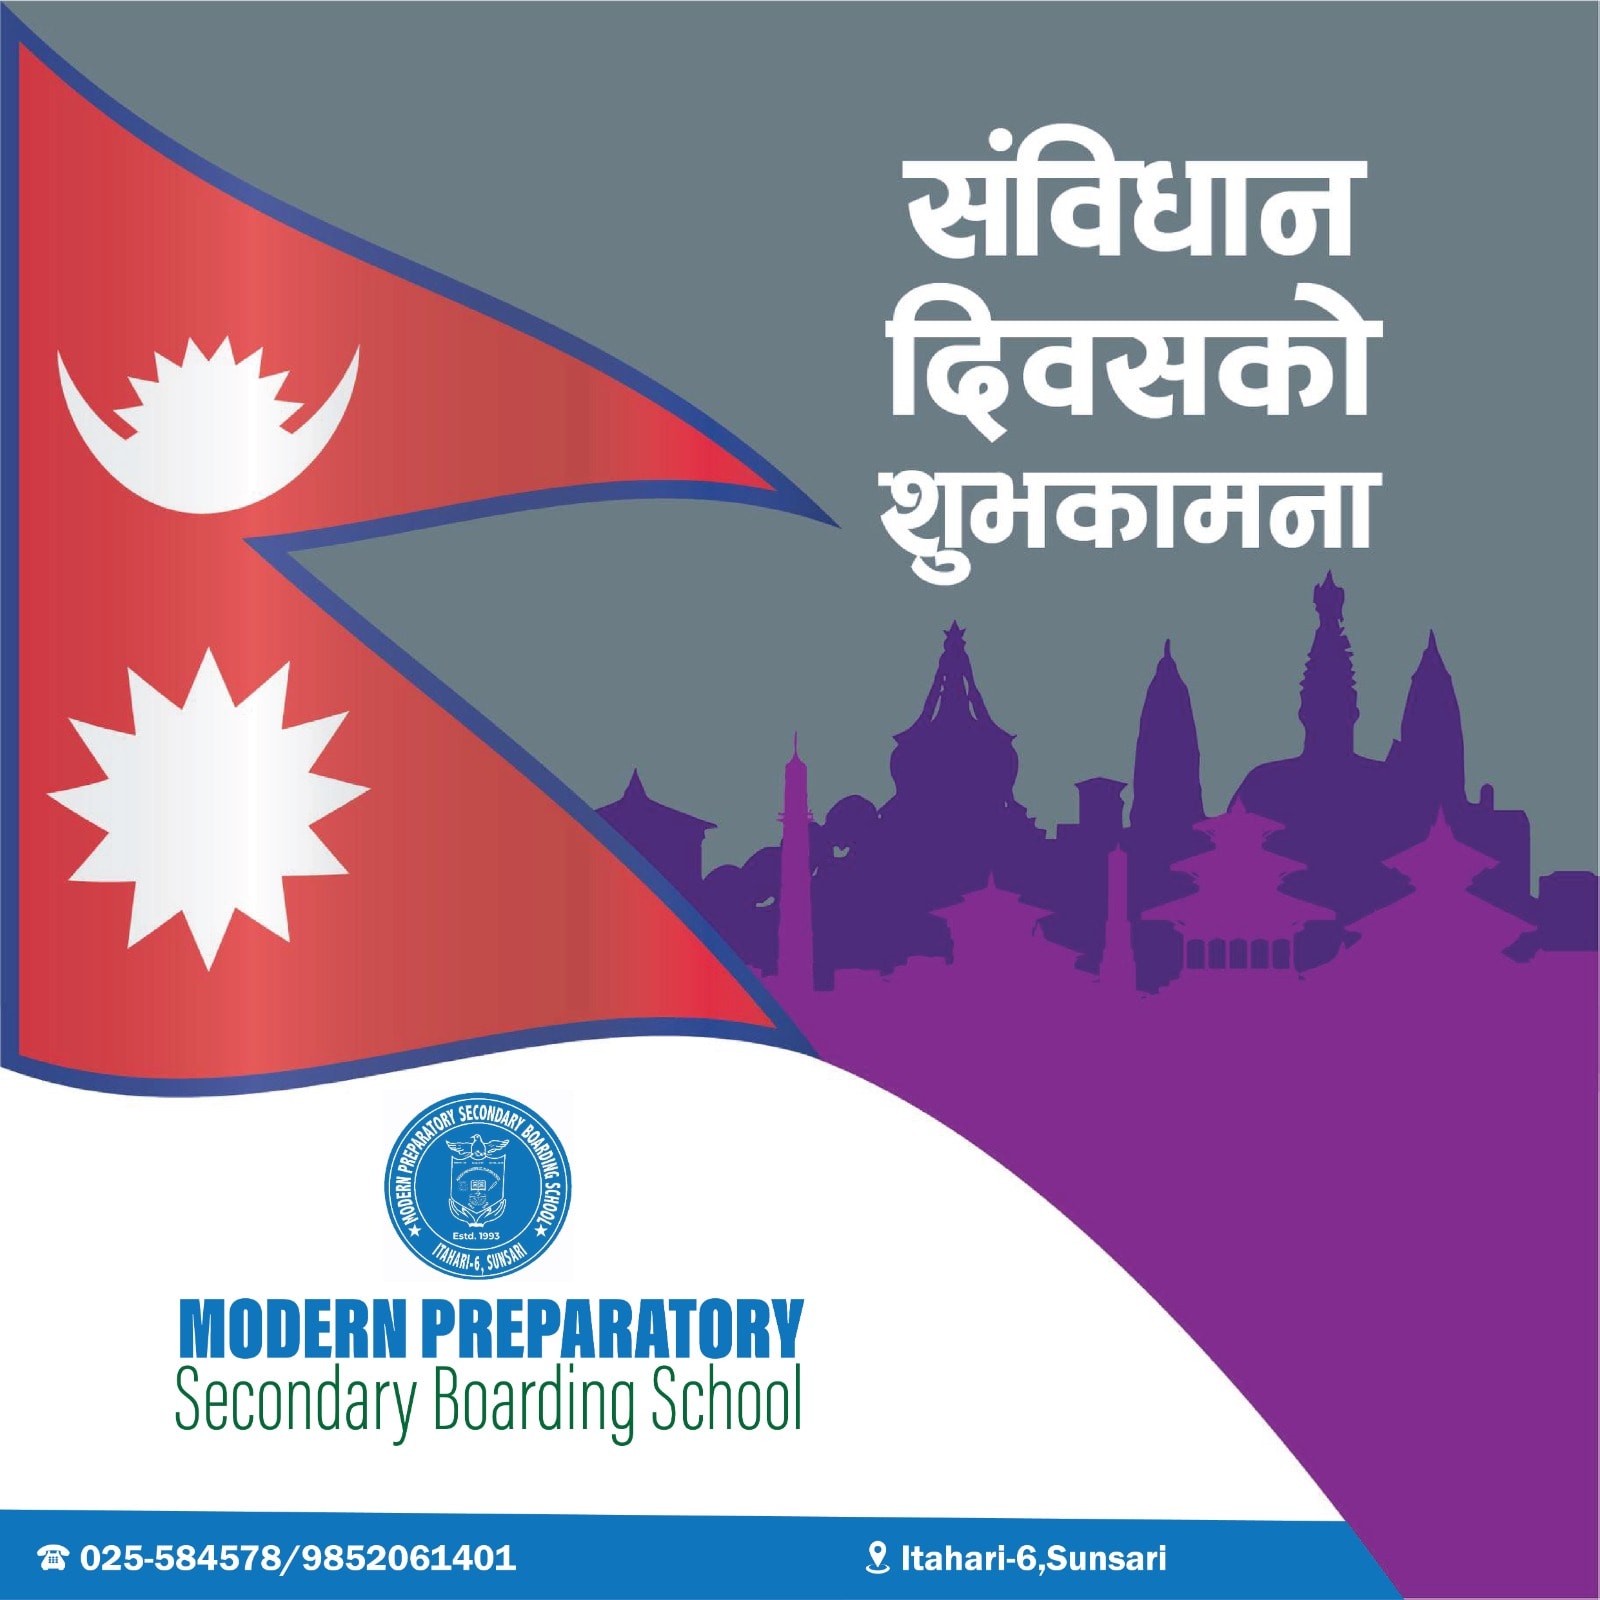 संविधान
दिवसको
शुभकामना
MODERN PREPARATORY SECONDARY BOARDING SCHOOL
Estd. 1993
ITAHARI-6, SUNSARI
MODERN PREPARATORY
Secondary Boarding School
025-584578/9852061401
Itahari-6,Sunsari